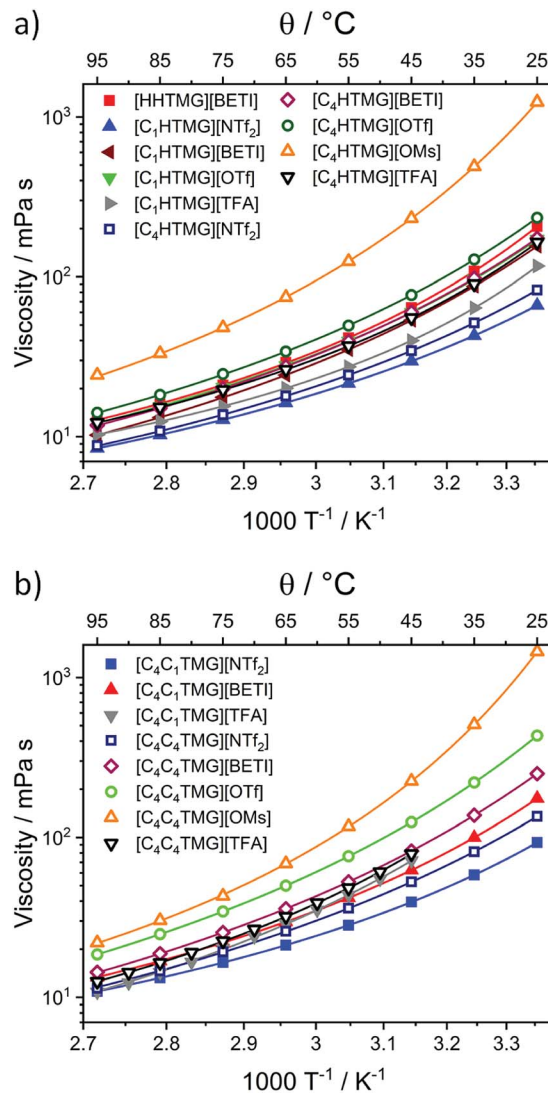 a)
θ / °C
95 85 75 65 55 45 35 25
10³
10²
10¹
Viscosity / mPa s
[HHTMG][BETI]
[C₁HTMG][NTf₂]
[C₁HTMG][BETI]
[C₁HTMG][OTf]
[C₁HTMG][TFA]
[C₄HTMG][NTf₂]
[C₄HTMG][BETI]
[C₄HTMG][OTf]
[C₄HTMG][OMs]
[C₄HTMG][TFA]
2.7 2.8 2.9 3 3.1 3.2 3.3
1000 T⁻¹ / K⁻¹
b)
θ / °C
95 85 75 65 55 45 35 25
10³
10²
10¹
Viscosity / mPa s
[C₄C₁TMG][NTf₂]
[C₄C₁TMG][BETI]
[C₄C₁TMG][TFA]
[C₄C₄TMG][NTf₂]
[C₄C₄TMG][BETI]
[C₄C₄TMG][OTf]
[C₄C₄TMG][OMs]
[C₄C₄TMG][TFA]
2.7 2.8 2.9 3 3.1 3.2 3.3
1000 T⁻¹ / K⁻¹